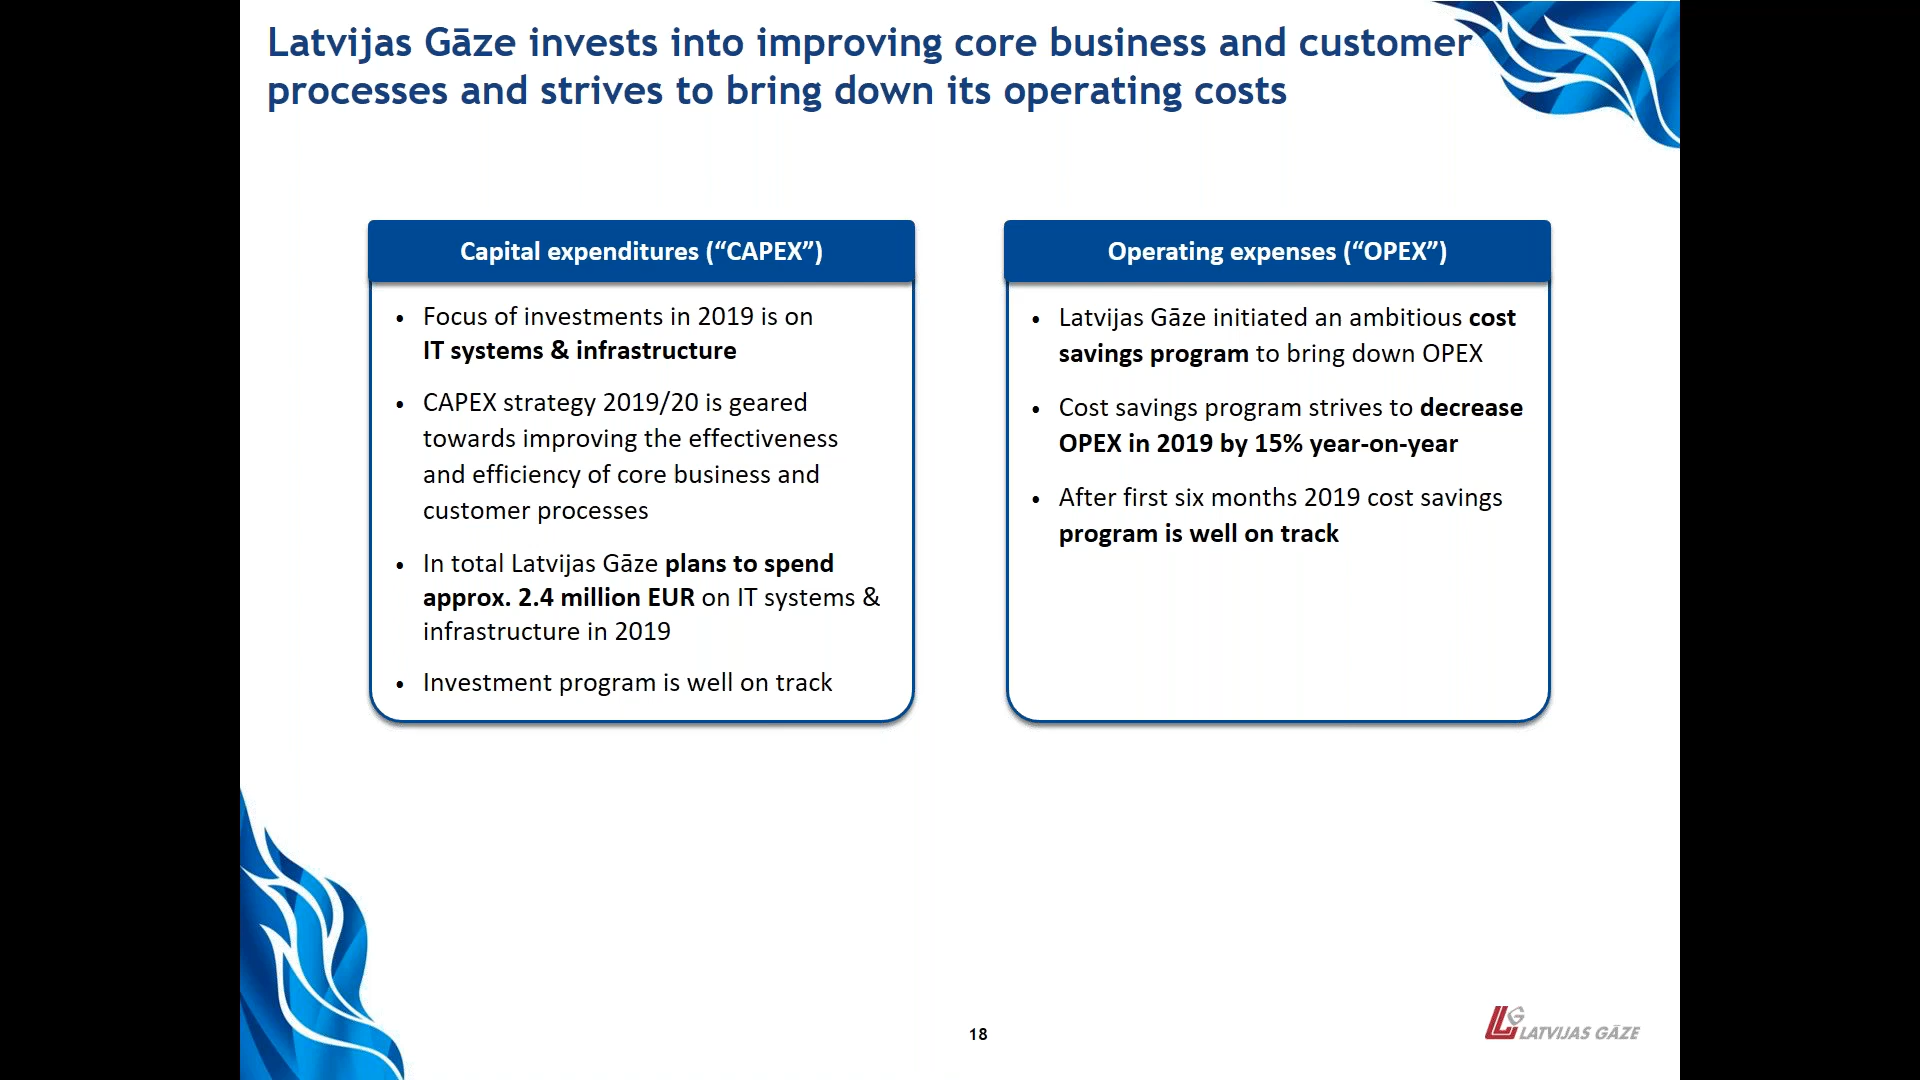 Latvijas Gāze invests into improving core business and customer
processes and strives to bring down its operating costs
Capital expenditures (“CAPEX”)
• Focus of investments in 2019 is on
IT systems & infrastructure
• CAPEX strategy 2019/20 is geared
towards improving the effectiveness
and efficiency of core business and
customer processes
• In total Latvijas Gāze plans to spend
approx. 2.4 million EUR on IT systems &
infrastructure in 2019
• Investment program is well on track
Operating expenses (“OPEX”)
• Latvijas Gāze initiated an ambitious cost
savings program to bring down OPEX
• Cost savings program strives to decrease
OPEX in 2019 by 15% year-on-year
• After first six months 2019 cost savings
program is well on track
18
LG LATVIJAS GĀZE